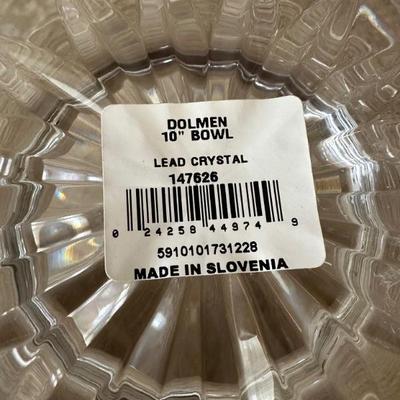 DOLMEN
10" BOWL
LEAD CRYSTAL
147626
0 24258 44974 9
5910101731228
MADE IN SLOVENIA